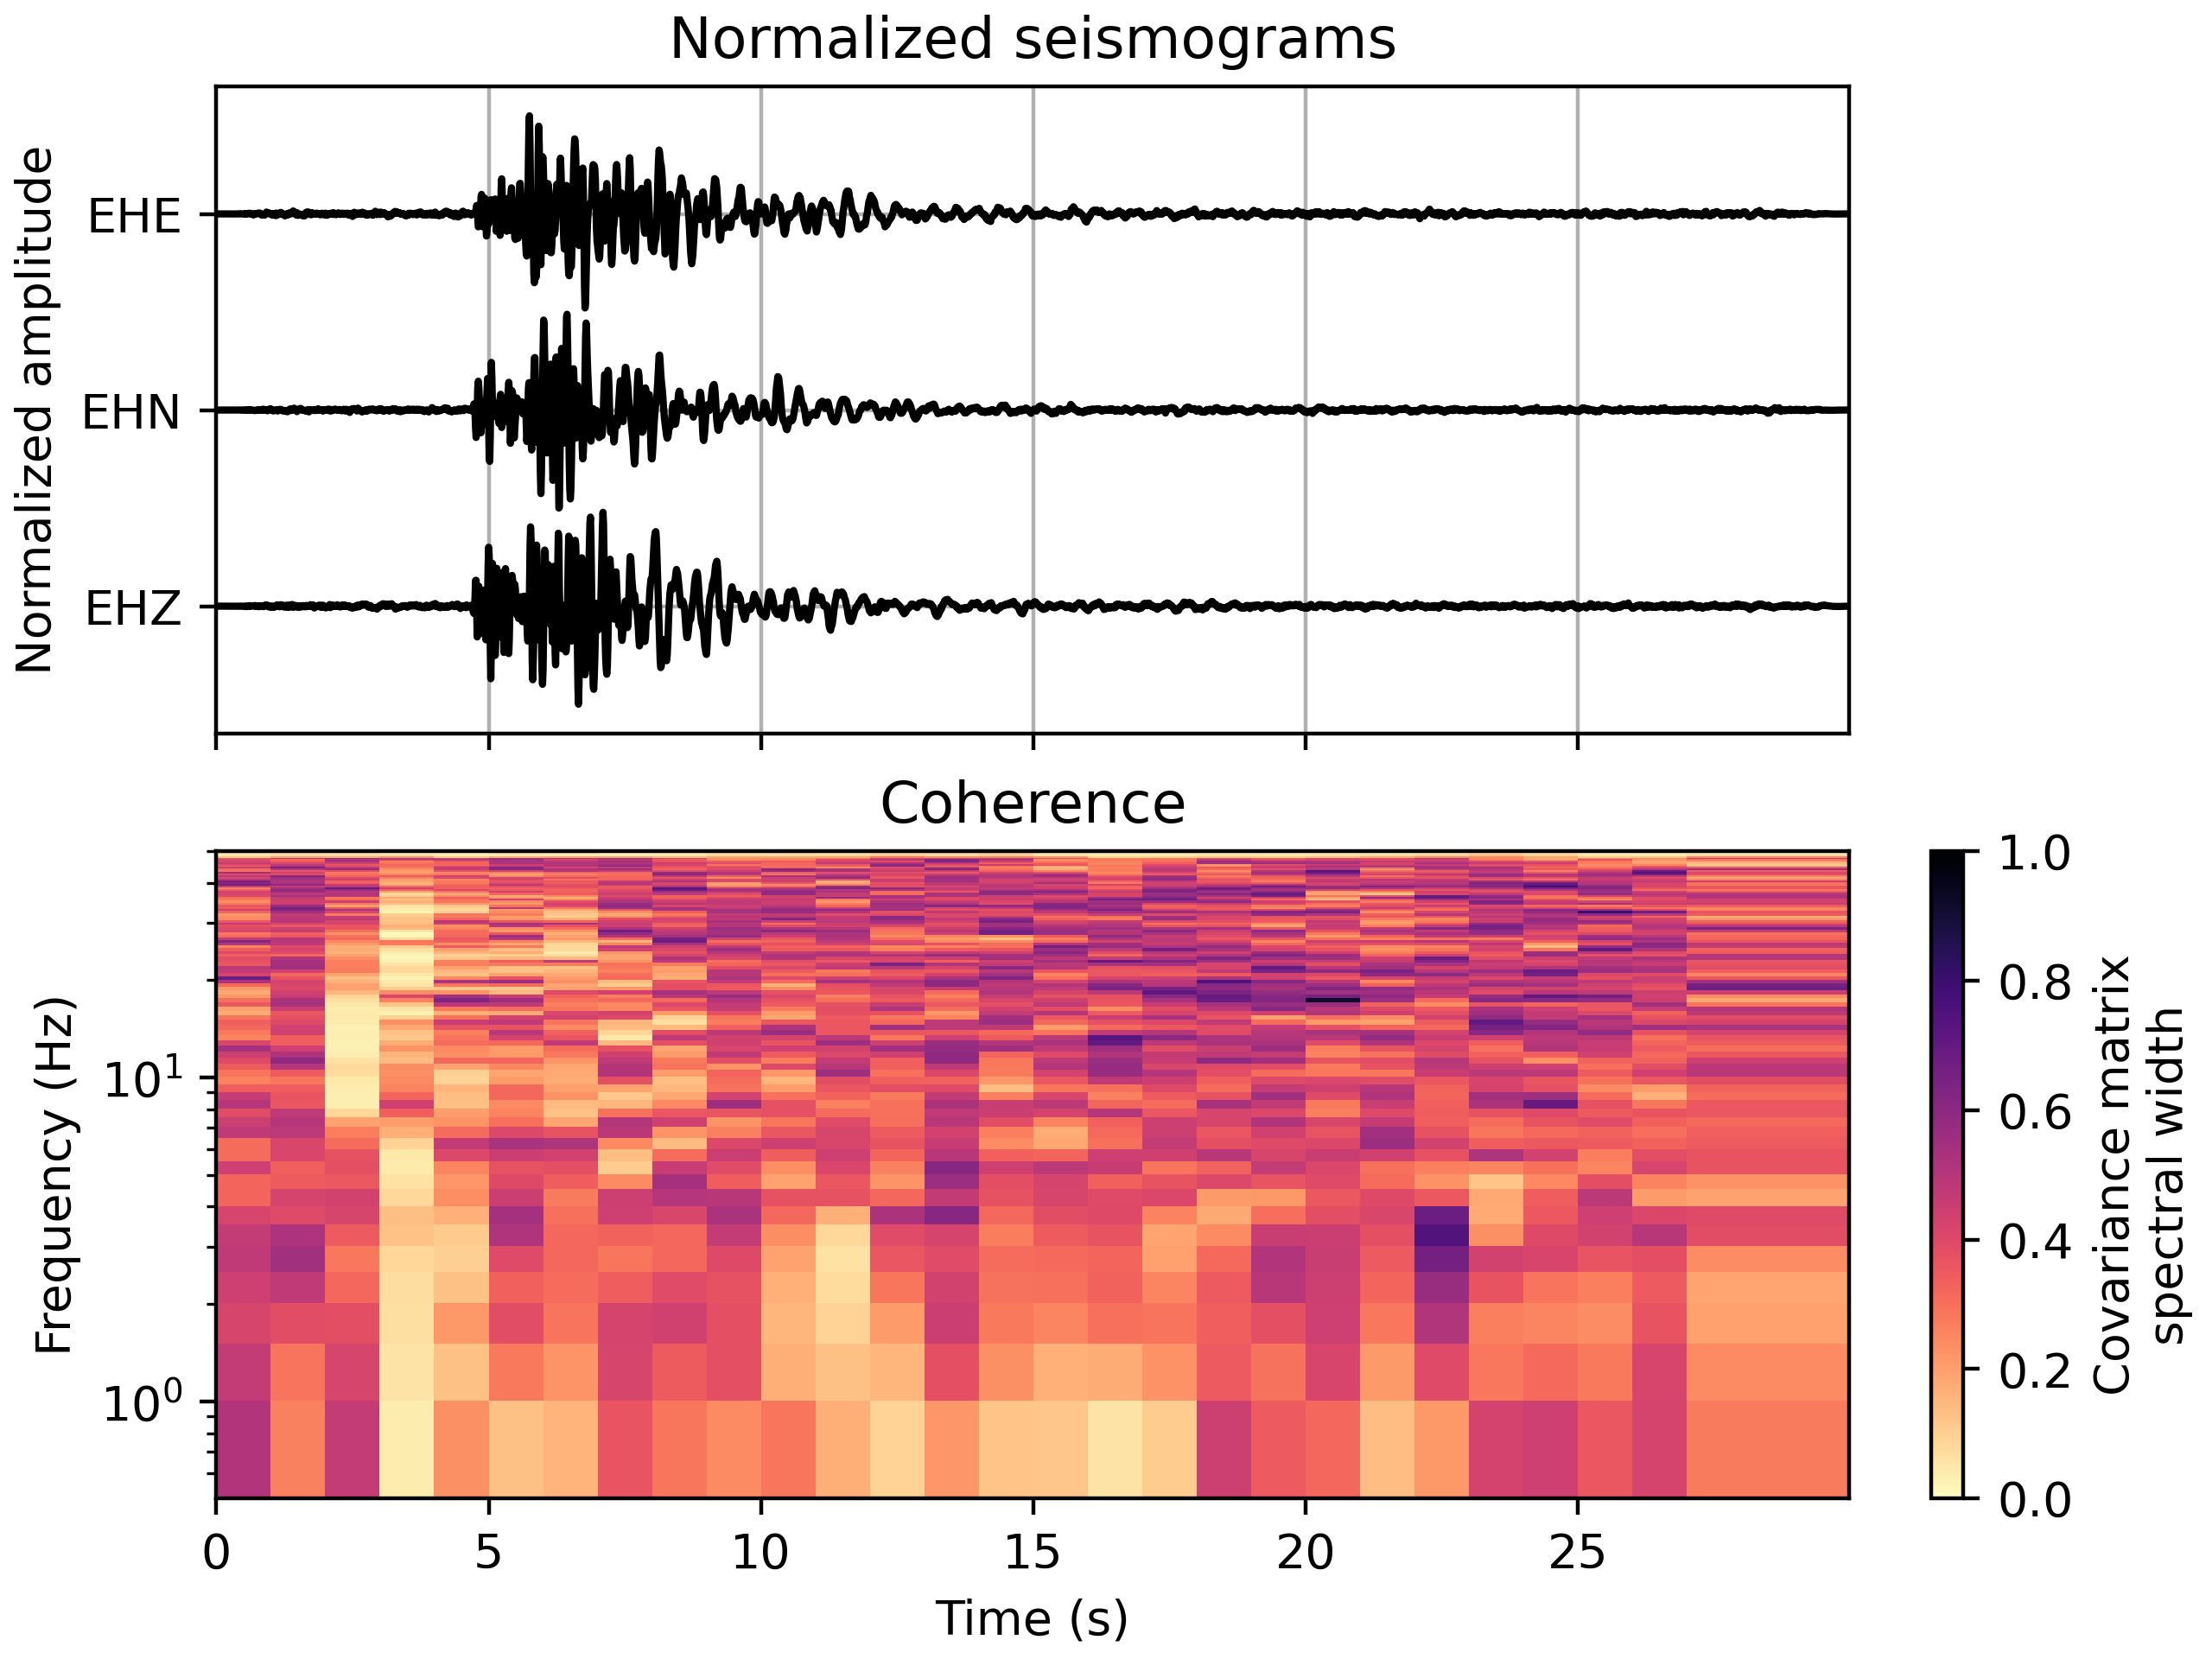 Normalized seismograms
Normalized amplitude
EHE
EHN
EHZ
Coherence
Frequency (Hz)
10¹
10⁰
0
5
10
15
20
25
Time (s)
1.0
0.8
0.6
0.4
0.2
0.0
Covariance matrix
spectral width